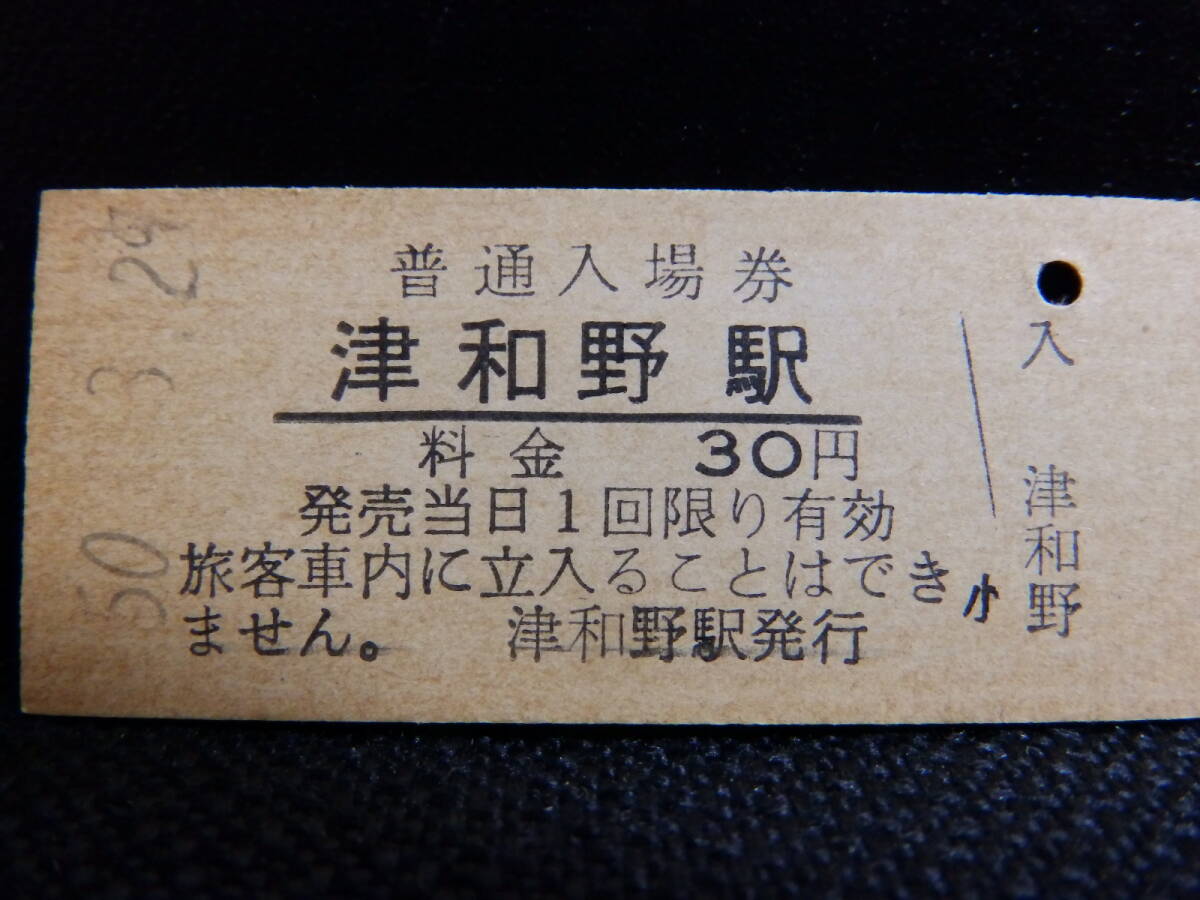 普通入場券
津和野駅
料金 30円
発売当日1回限り有効
旅客車内に立入ることはでき
ません。 津和野駅発行
小
入 津和野
50. 3. 24